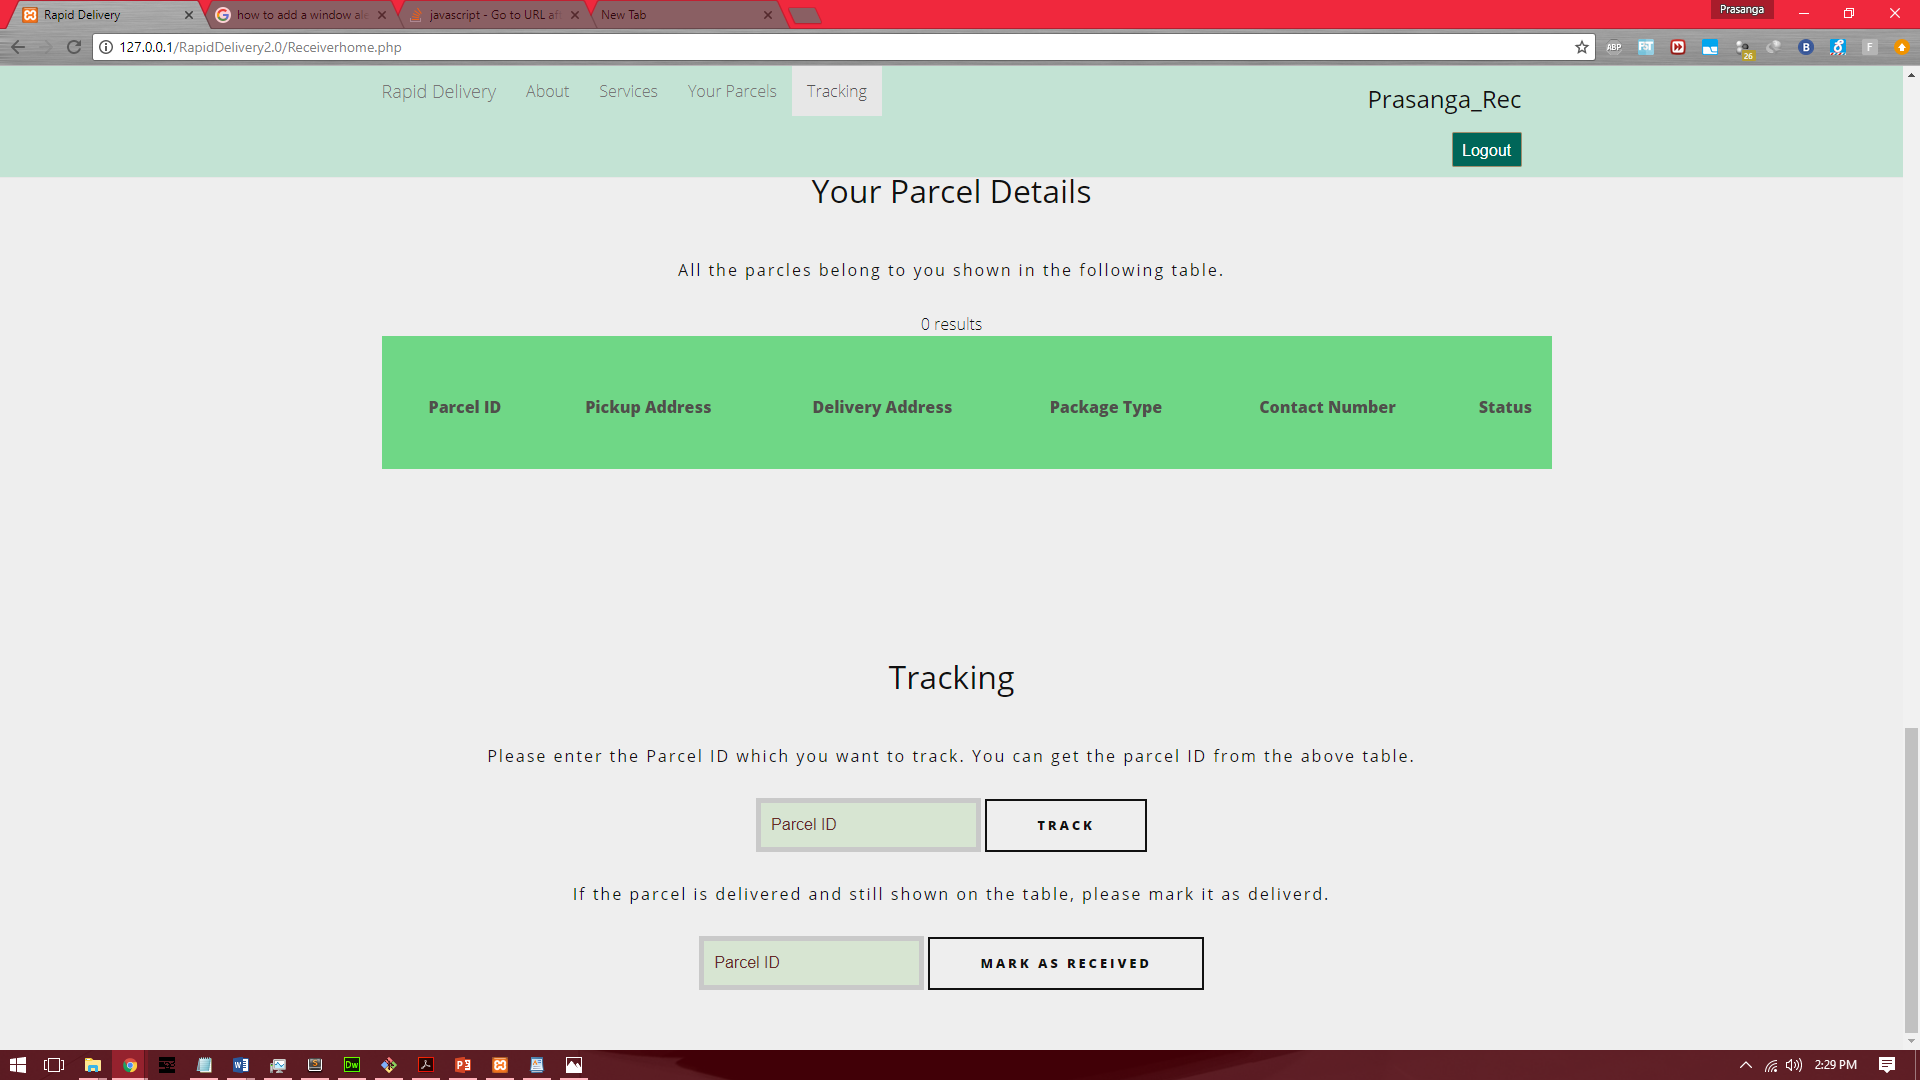 Prasanga
Rapid Delivery
how to add a window ale
javascript - Go to URL aft
New Tab
127.0.0.1/RapidDelivery2.0/Receiverhome.php
ABP
26
B
F
Rapid Delivery About Services Your Parcels Tracking
Prasanga_Rec
Logout
Your Parcel Details
All the parcles belong to you shown in the following table.
0 results
Parcel ID Pickup Address Delivery Address Package Type Contact Number Status
Tracking
Please enter the Parcel ID which you want to track. You can get the parcel ID from the above table.
Parcel ID TRACK
If the parcel is delivered and still shown on the table, please mark it as deliverd.
Parcel ID MARK AS RECEIVED
Dw
2:29 PM